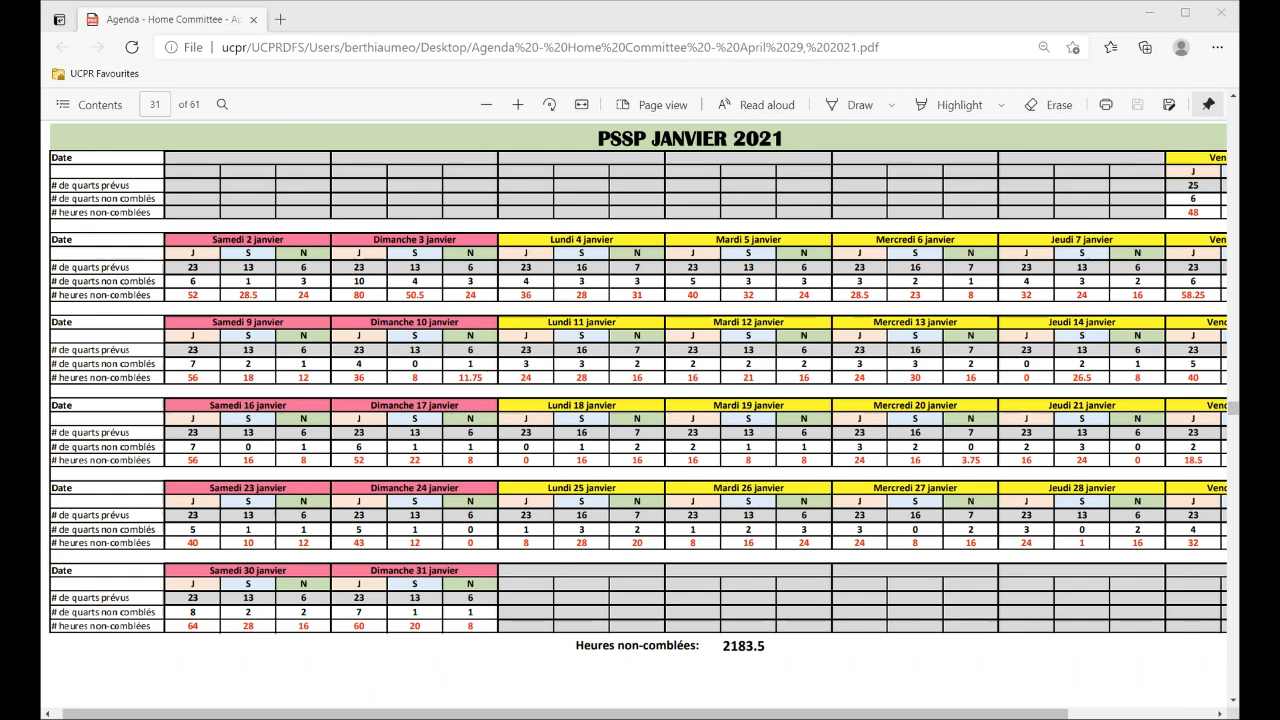 Agenda - Home Committee - Ap
File ucpr/UCPRDFS/Users/berthiaumeo/Desktop/Agenda%20-%20Home%20Committee%20-%20April%2029,%202021.pdf
UCPR Favourites
Contents 31 of 61 Page view Read aloud Draw Highlight Erase
PSSP JANVIER 2021
Date Ven
J
# de quarts prévus 25
# de quarts non comblés 6
# heures non-comblées 48
Date Samedi 2 janvier Dimanche 3 janvier Lundi 4 janvier Mardi 5 janvier Mercredi 6 janvier Jeudi 7 janvier Ven
J S N J S N J S N J S N J S N J S N J
# de quarts prévus 23 13 6 23 13 6 23 16 7 23 13 6 23 16 7 23 13 6 23
# de quarts non comblés 6 1 3 10 4 3 4 3 3 5 3 3 3 2 1 4 3 2 6
# heures non-comblées 52 28.5 24 80 50.5 24 36 28 31 40 32 24 28.5 23 8 32 24 16 58.25
Date Samedi 9 janvier Dimanche 10 janvier Lundi 11 janvier Mardi 12 janvier Mercredi 13 janvier Jeudi 14 janvier Vend
J S N J S N J S N J S N J S N J S N J
# de quarts prévus 23 13 6 23 13 6 23 16 7 23 13 6 23 16 7 23 13 6 23
# de quarts non comblés 7 2 1 4 0 1 3 3 2 2 2 2 3 3 2 0 2 1 5
# heures non-comblées 56 18 12 36 8 11.75 24 28 16 16 21 16 24 30 16 0 26.5 8 40
Date Samedi 16 janvier Dimanche 17 janvier Lundi 18 janvier Mardi 19 janvier Mercredi 20 janvier Jeudi 21 janvier Vend
J S N J S N J S N J S N J S N J S N J
# de quarts prévus 23 13 6 23 13 6 23 16 7 23 13 6 23 16 7 23 13 6 23
# de quarts non comblés 7 0 1 6 1 1 0 1 2 2 1 1 3 2 0 2 3 0 2
# heures non-comblées 56 16 8 52 22 8 0 16 16 16 8 8 24 16 3.75 16 24 0 18.5
Date Samedi 23 janvier Dimanche 24 janvier Lundi 25 janvier Mardi 26 janvier Mercredi 27 janvier Jeudi 28 janvier Vend
J S N J S N J S N J S N J S N J S N J
# de quarts prévus 23 13 6 23 13 6 23 16 7 23 13 6 23 16 7 23 13 6 23
# de quarts non comblés 5 1 1 5 1 0 1 3 2 1 2 3 3 0 2 3 0 2 4
# heures non-comblées 40 10 12 43 12 0 8 28 20 8 16 24 24 8 16 24 1 16 32
Date Samedi 30 janvier Dimanche 31 janvier
J S N J S N
# de quarts prévus 23 13 6 23 13 6
# de quarts non comblés 8 2 2 7 1 1
# heures non-comblées 64 28 16 60 20 8
Heures non-comblées: 2183.5